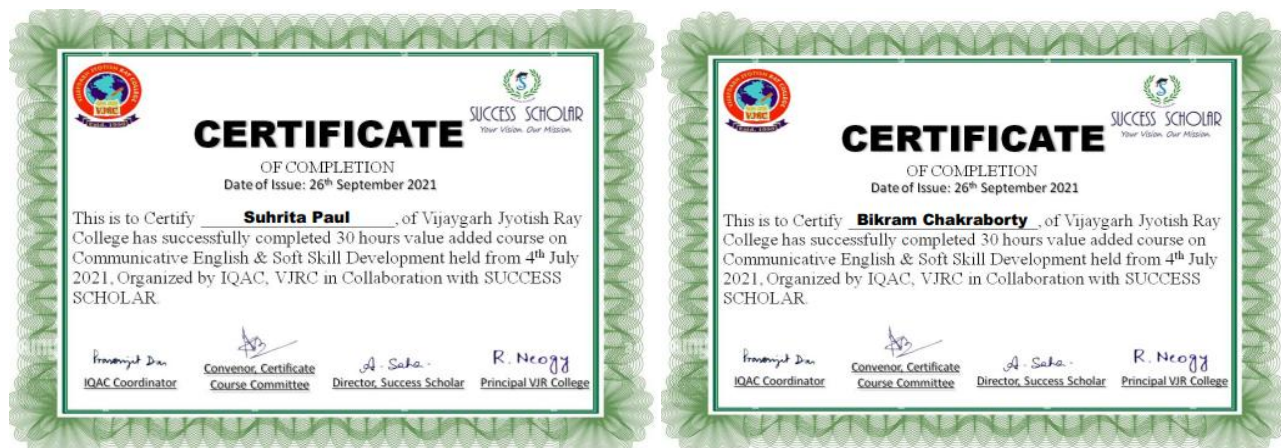 SUCCESS SCHOLAR
Your Vision Our Mission
CERTIFICATE
OF COMPLETION
Date of Issue: 26th September 2021
This is to Certify Suhrita Paul, of Vijaygarh Jyotish Ray
College has successfully completed 30 hours value added course on
Communicative English & Soft Skill Development held from 4th July
2021, Organized by IQAC, VJRC in Collaboration with SUCCESS
SCHOLAR.
A. Saha.
R. Neogy
IQAC Coordinator
Convenor, Certificate
Course Committee
Director, Success Scholar
Principal VJR College
VJRC
SUCCESS SCHOLAR
Your Vision Our Mission
CERTIFICATE
OF COMPLETION
Date of Issue: 26th September 2021
This is to Certify Bikram Chakraborty, of Vijaygarh Jyotish Ray
College has successfully completed 30 hours value added course on
Communicative English & Soft Skill Development held from 4th July
2021, Organized by IQAC, VJRC in Collaboration with SUCCESS
SCHOLAR.
A. Saha.
R. Neogy
IQAC Coordinator
Convenor, Certificate
Course Committee
Director, Success Scholar
Principal VJR College